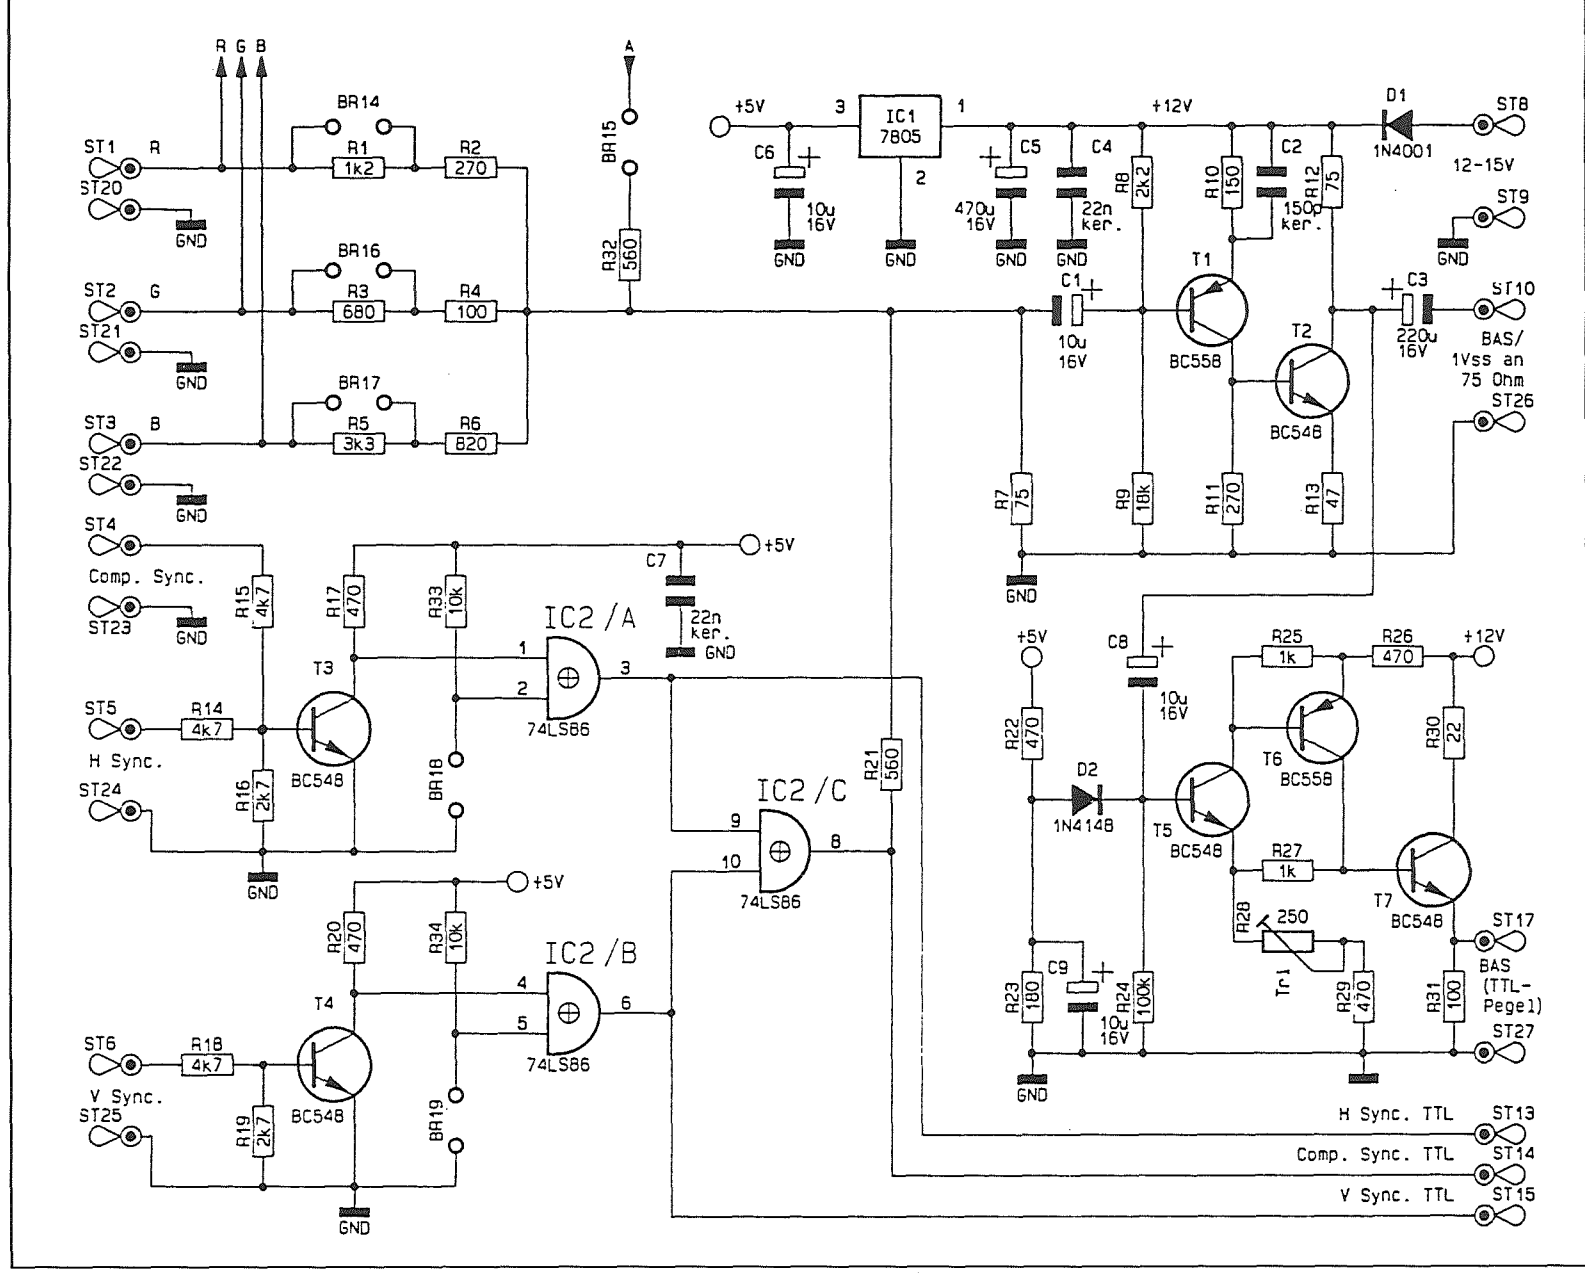 R G B
A
BR14
ST1
R
R1
1k2
R2
270
ST20
GND
BR15
R32
560
BR16
ST2
G
R3
680
R4
100
ST21
GND
BR17
ST3
B
R5
3k3
R6
820
ST22
GND
+5V
3
IC1
7805
1
2
GND
C6
+
10u
16V
GND
C5
+
470u
16V
GND
C4
22n
ker.
GND
+12V
R8
2k2
R10
150
C2
150p
ker.
R12
75
D1
1N4001
ST8
12-15V
ST9
GND
T1
BC558
C1
+
10u
16V
T2
BC548
C3
+
220u
16V
ST10
BAS/
1Vss an
75 Ohm
ST26
R7
75
R9
18k
R11
270
R13
47
GND
ST4
Comp. Sync.
ST23
GND
R15
4k7
R17
470
R33
10k
C7
22n
ker.
GND
+5V
IC2/A
1
2
3
74LS86
T3
BC548
ST5
R14
4k7
H Sync.
ST24
R16
2k7
BR18
GND
R21
560
IC2/C
9
10
8
74LS86
+5V
R20
470
R34
10k
IC2/B
4
5
6
74LS86
T4
BC548
ST6
R18
4k7
V Sync.
ST25
R19
2k7
BR19
GND
+5V
R22
470
C8
+
10u
16V
D2
1N4148
R25
1k
R26
470
+12V
T6
BC558
R30
22
T5
BC548
R27
1k
T7
BC548
R28
250
Tri
R23
180
C9
+
10u
16V
R24
100k
R29
470
R31
100
ST17
BAS
(TTL-
Pegel)
ST27
GND
H Sync. TTL
ST13
Comp. Sync. TTL
ST14
V Sync. TTL
ST15